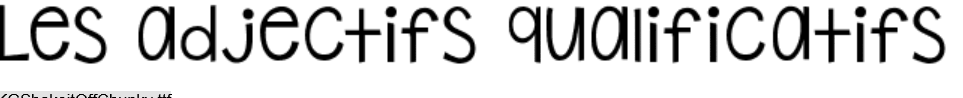 Les adjectifs qualificatifs
KGShakeitOffChunky.ttf